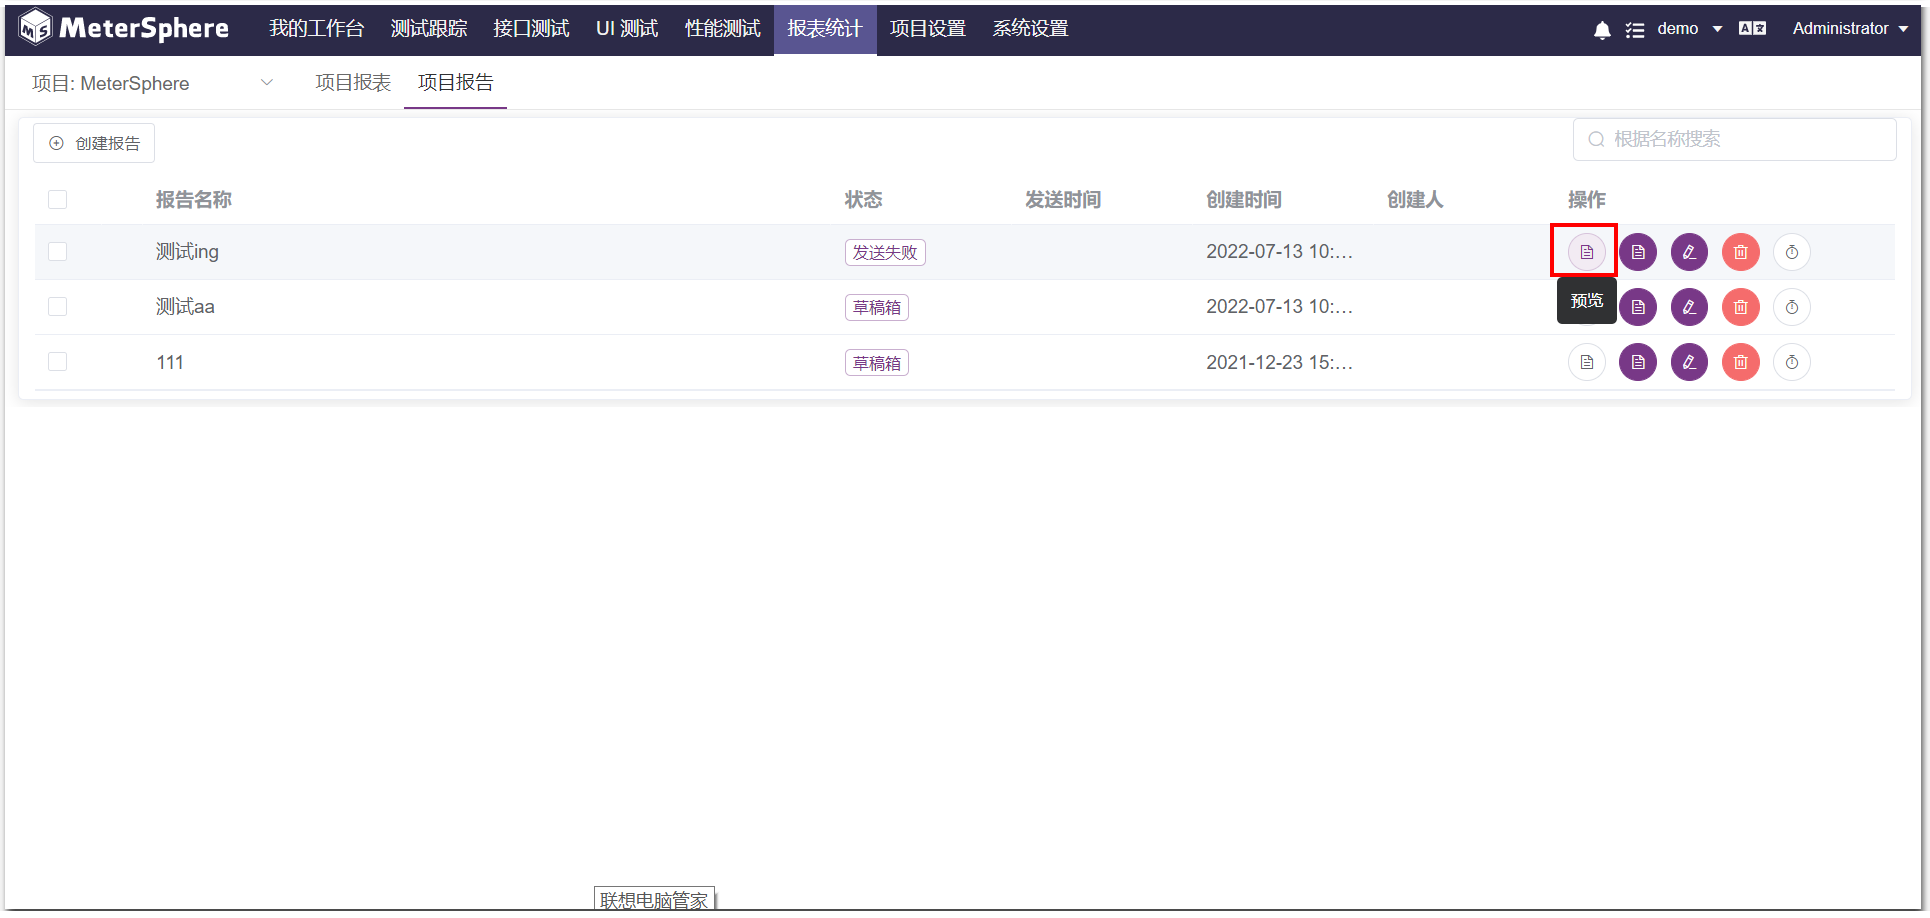 MeterSphere 我的工作台 测试跟踪 接口测试 UI 测试 性能测试 报表统计 项目设置 系统设置 demo Administrator
项目: MeterSphere 项目报表 项目报告
创建报告 根据名称搜索
报告名称 状态 发送时间 创建时间 创建人 操作
测试ing 发送失败 2022-07-13 10:...
测试aa 草稿箱 2022-07-13 10:... 预览
111 草稿箱 2021-12-23 15:...
联想电脑管家